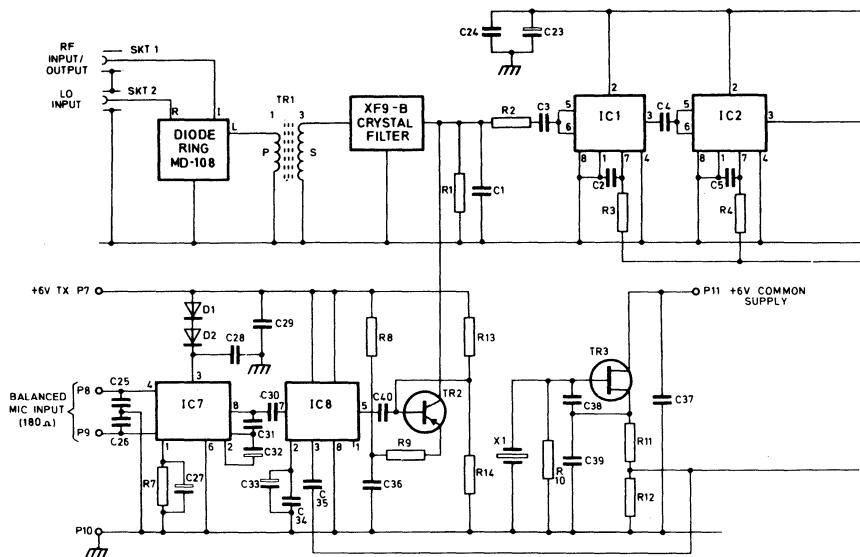 RF
INPUT/
OUTPUT
SKT 1
LO
INPUT
SKT 2
R
I
L
DIODE
RING
MD-108
TR1
1
3
P
S
XF9-B
CRYSTAL
FILTER
R1
C1
R2
C3
C24
C23
5
6
2
IC1
3
8
1
7
4
C2
R3
C4
5
6
2
IC2
3
8
1
7
4
C5
R4
+6V TX P7
D1
D2
C28
C29
R8
R13
P11 +6V COMMON
SUPPLY
BALANCED
MIC INPUT
(180Ω)
P8
P9
C25
C26
4
3
IC7
8
1
6
2
R7
C27
C30
C31
C32
7
IC8
5
2
3
8
1
C33
C
34
C
35
C40
TR2
R9
C36
R14
X1
R
10
TR3
C38
C39
R11
R12
C37
P10